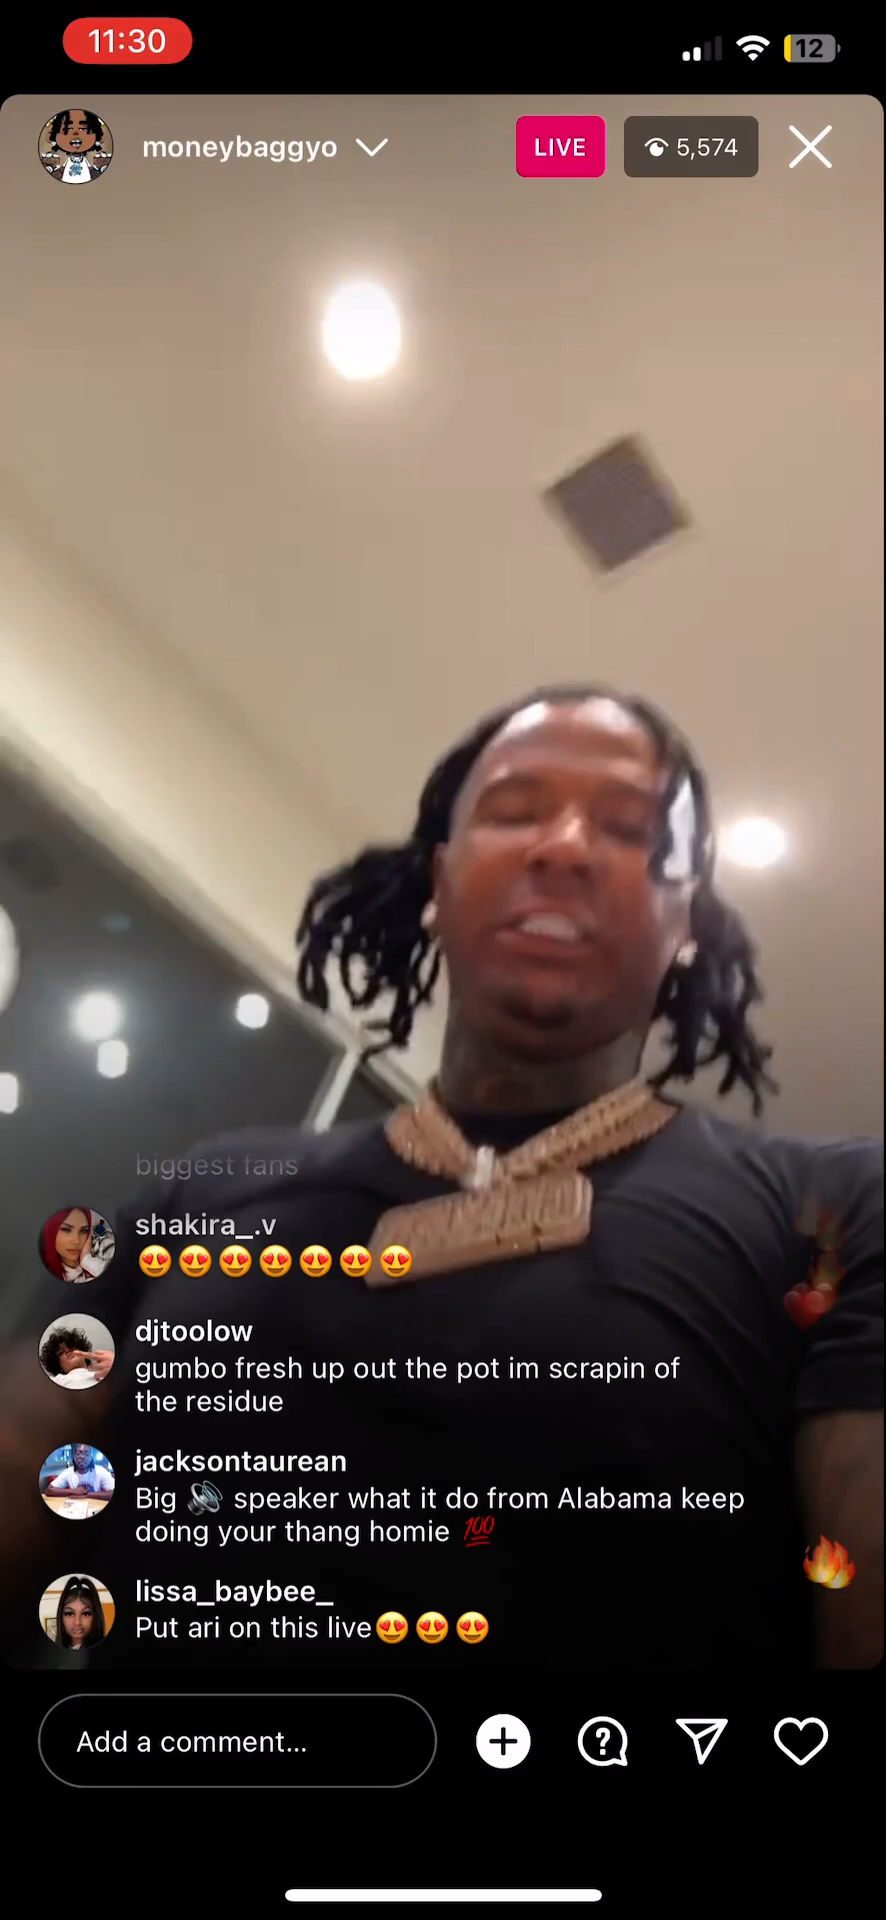 11:30
12
moneybaggyo
LIVE
5,574
biggest fans
shakira_.v
😍😍😍😍😍😍😍
djtoolow
gumbo fresh up out the pot im scrapin of
the residue
jacksontaurean
Big 🔊 speaker what it do from Alabama keep
doing your thang homie 💯
lissa_baybee_
Put ari on this live😍😍😍
Add a comment...